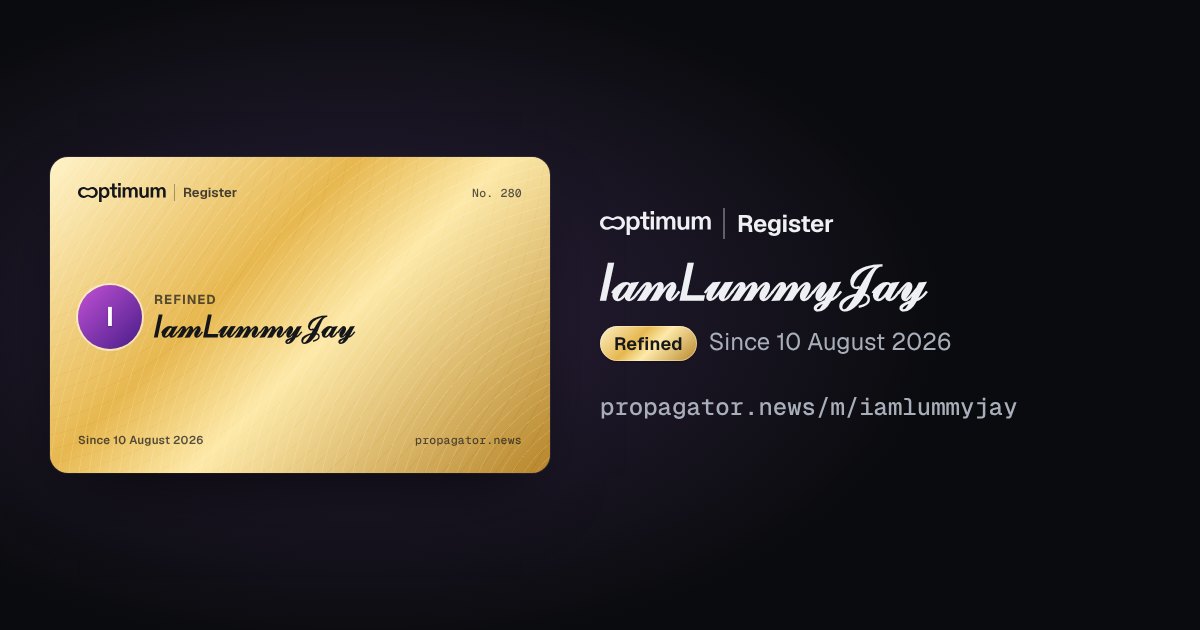 optimum | Register
No. 280
I
REFINED
IamLummyJay
Since 10 August 2026
propagator.news
optimum | Register
IamLummyJay
Refined Since 10 August 2026
propagator.news/m/iamlummyjay